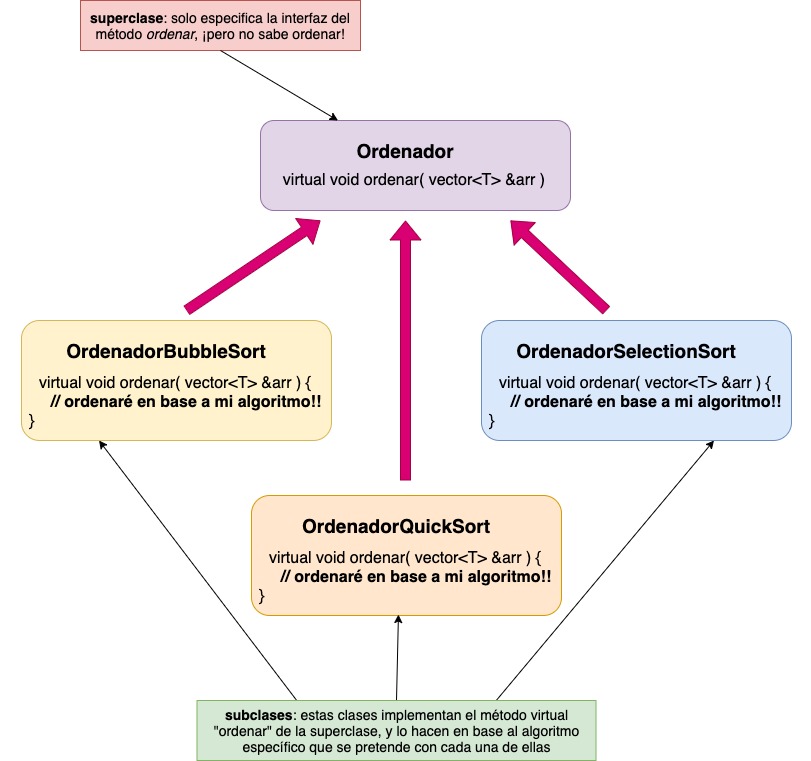 superclase: solo especifica la interfaz del
método ordenar, ¡pero no sabe ordenar!
Ordenador
virtual void ordenar( vector<T> &arr )
OrdenadorBubbleSort
virtual void ordenar( vector<T> &arr ) {
// ordenaré en base a mi algoritmo!!
}
OrdenadorSelectionSort
virtual void ordenar( vector<T> &arr ) {
// ordenaré en base a mi algoritmo!!
}
OrdenadorQuickSort
virtual void ordenar( vector<T> &arr ) {
// ordenaré en base a mi algoritmo!!
}
subclases: estas clases implementan el método virtual
"ordenar" de la superclase, y lo hacen en base al algoritmo
específico que se pretende con cada una de ellas